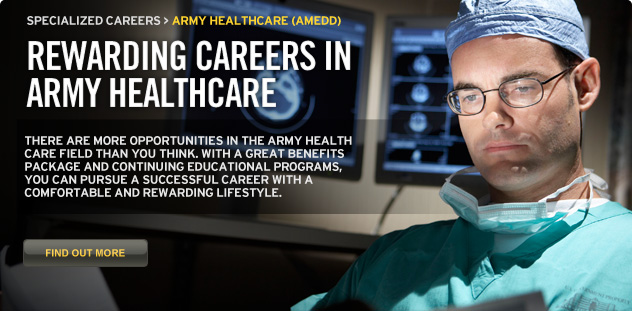 SPECIALIZED CAREERS > ARMY HEALTHCARE (AMEDD)
REWARDING CAREERS IN
ARMY HEALTHCARE
THERE ARE MORE OPPORTUNITIES IN THE ARMY HEALTH
CARE FIELD THAN YOU THINK. WITH A GREAT BENEFITS
PACKAGE AND CONTINUING EDUCATIONAL PROGRAMS,
YOU CAN PURSUE A SUCCESSFUL CAREER WITH A
COMFORTABLE AND REWARDING LIFESTYLE.
FIND OUT MORE